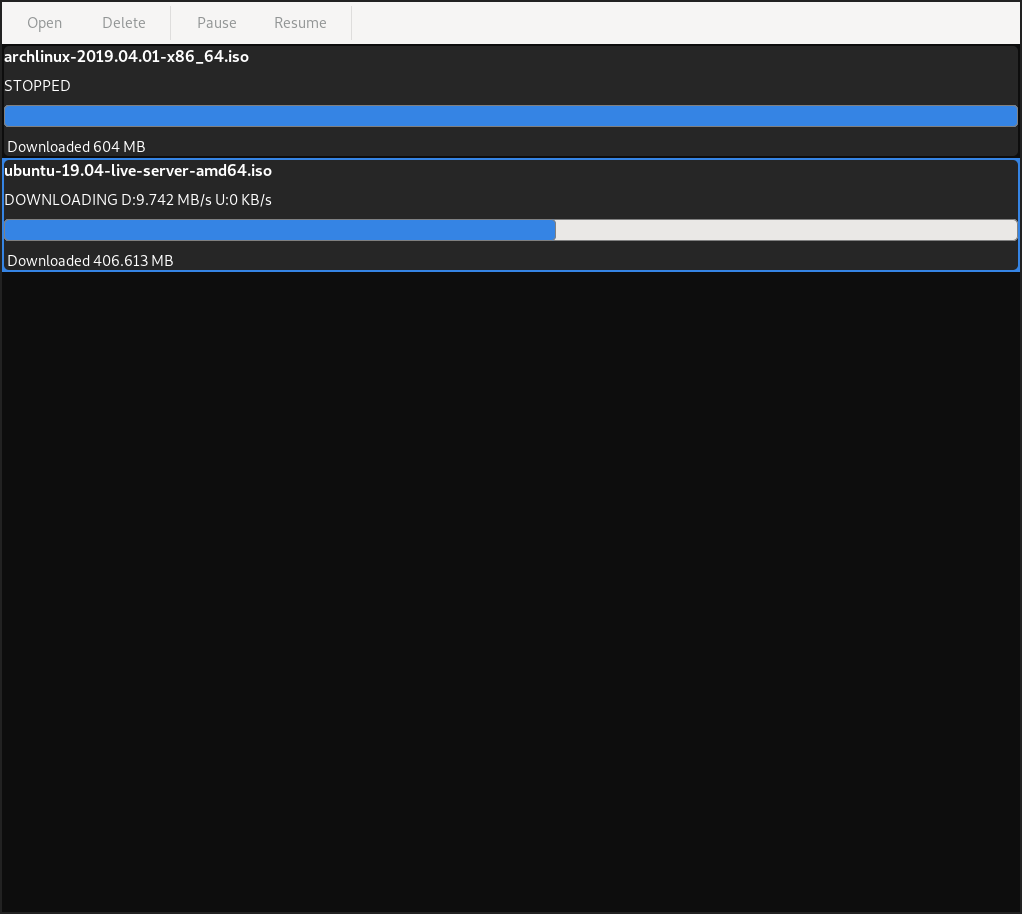 Open Delete Pause Resume
archlinux-2019.04.01-x86_64.iso
STOPPED
Downloaded 604 MB
ubuntu-19.04-live-server-amd64.iso
DOWNLOADING D:9.742 MB/s U:0 KB/s
Downloaded 406.613 MB